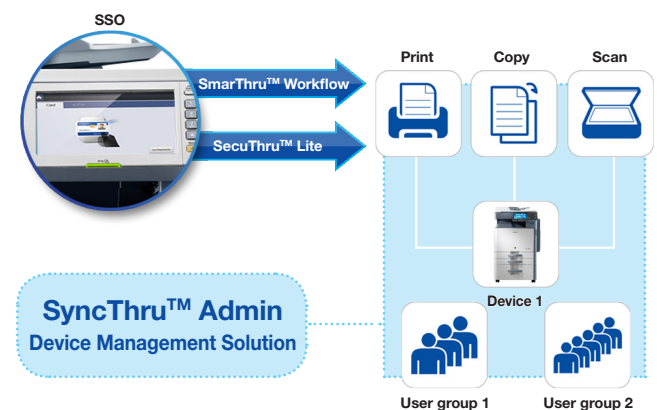 SSO
SmarThru™ Workflow
SecuThru™ Lite
Print
Copy
Scan
Device 1
SyncThru™ Admin
Device Management Solution
User group 1
User group 2